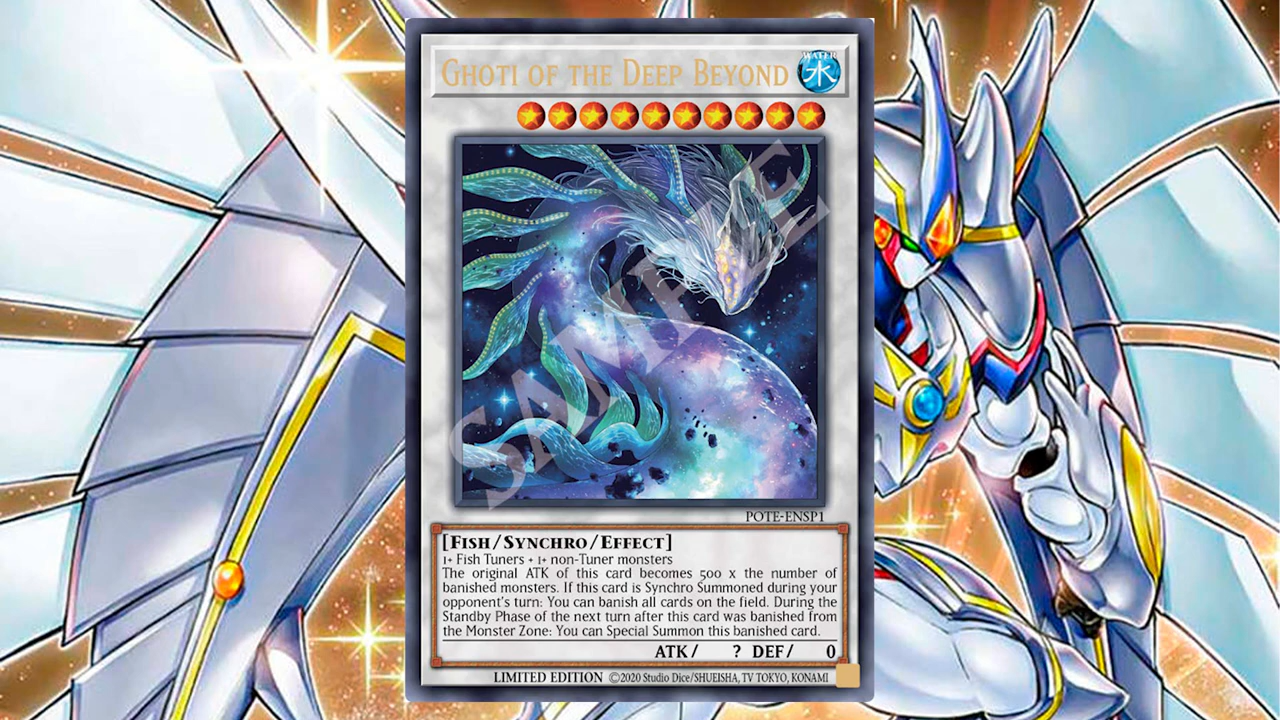 GHOTI OF THE DEEP BEYOND
WATER
水
SAMPLE
POTE-ENSP1
[FISH/SYNCHRO/EFFECT]
1+ Fish Tuners + 1+ non-Tuner monsters
The original ATK of this card becomes 500 x the number of
banished monsters. If this card is Synchro Summoned during your
opponent's turn: You can banish all cards on the field. During the
Standby Phase of the next turn after this card was banished from
the Monster Zone: You can Special Summon this banished card.
ATK/ ? DEF/ 0
LIMITED EDITION ©2020 Studio Dice/SHUEISHA, TV TOKYO, KONAMI